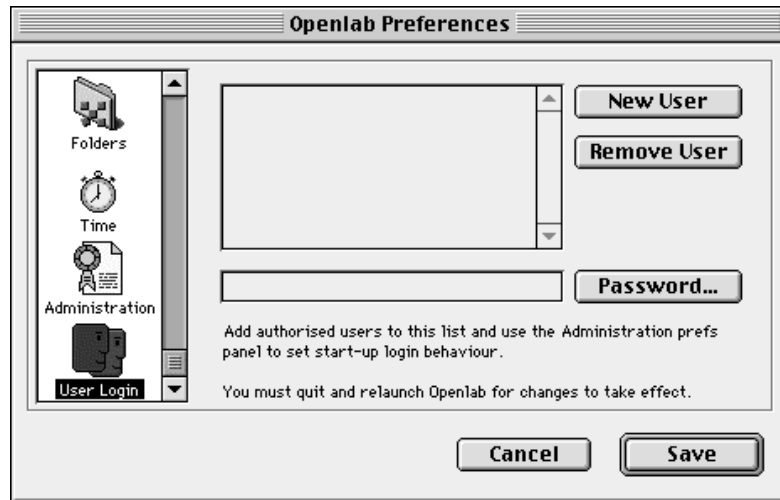 Openlab Preferences
Folders
Time
Administration
User Login
New User
Remove User
Password...
Add authorised users to this list and use the Administration prefs
panel to set start-up login behaviour.
You must quit and relaunch Openlab for changes to take effect.
Cancel
Save